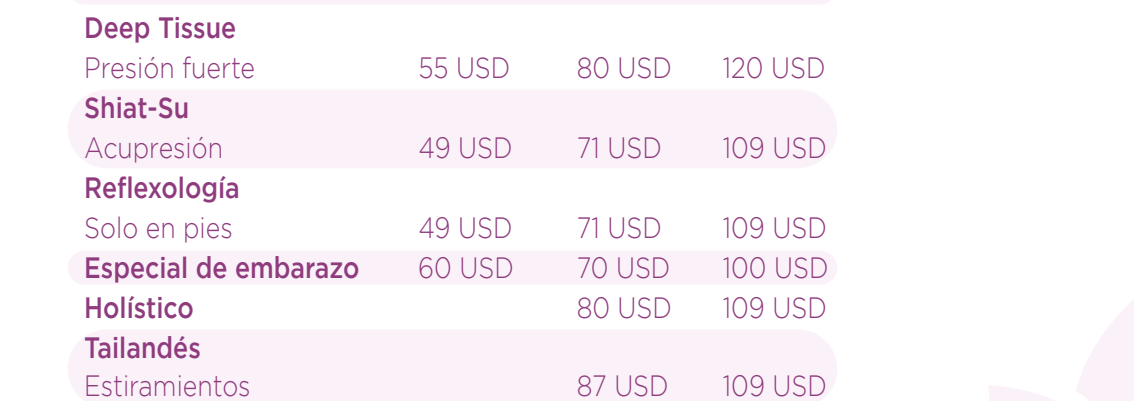 Deep Tissue
Presión fuerte 55 USD 80 USD 120 USD
Shiat-Su
Acupresión 49 USD 71 USD 109 USD
Reflexología
Solo en pies 49 USD 71 USD 109 USD
Especial de embarazo 60 USD 70 USD 100 USD
Holístico 80 USD 109 USD
Tailandés
Estiramientos 87 USD 109 USD